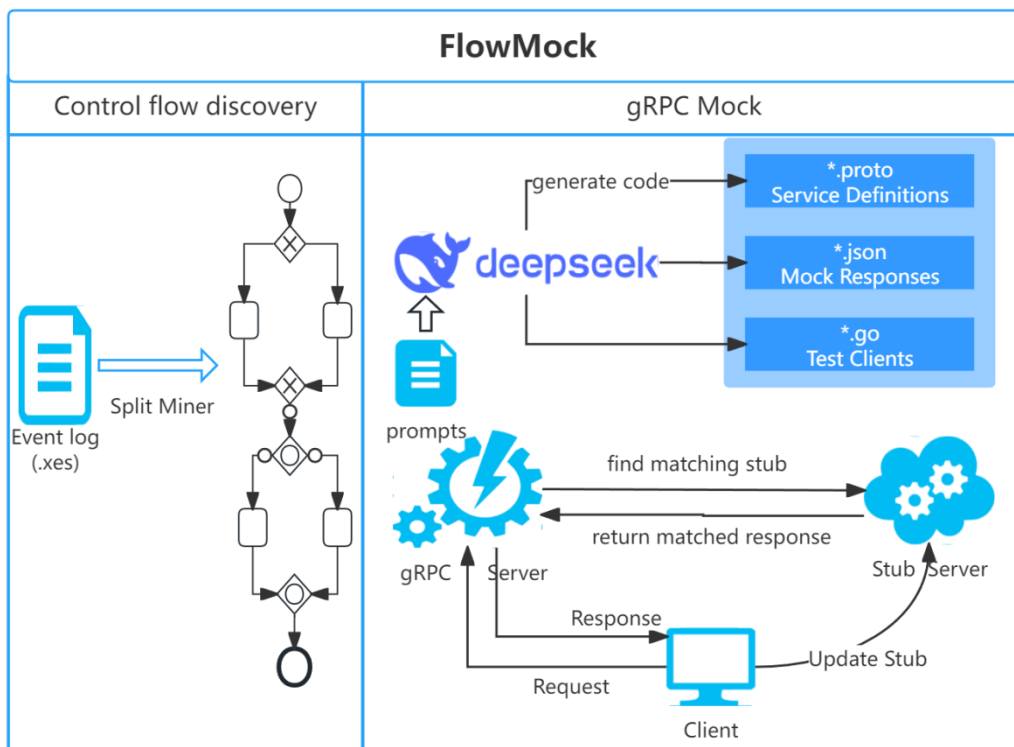 FlowMock
Control flow discovery
gRPC Mock
Event log
(.xes)
Split Miner
generate code
deepseek
prompts
*.proto
Service Definitions
*.json
Mock Responses
*.go
Test Clients
find matching stub
return matched response
gRPC Server
Stub Server
Response
Request
Update Stub
Client